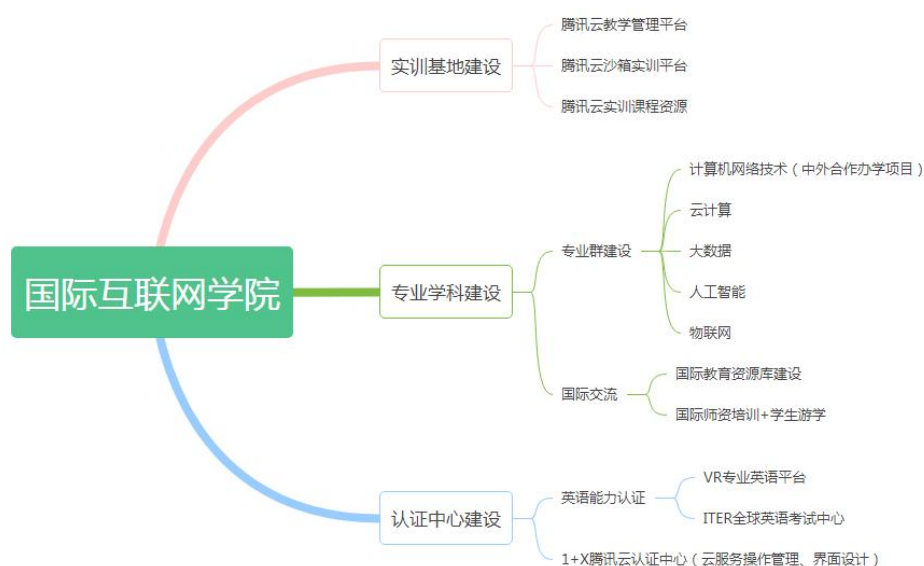 国际互联网学院
实训基地建设
腾讯云教学管理平台
腾讯云沙箱实训平台
腾讯云实训课程资源
专业学科建设
专业群建设
计算机网络技术（中外合作办学项目）
云计算
大数据
人工智能
物联网
国际交流
国际教育资源库建设
国际师资培训+学生游学
认证中心建设
英语能力认证
VR专业英语平台
ITER全球英语考试中心
1+X腾讯云认证中心（云服务操作管理、界面设计）